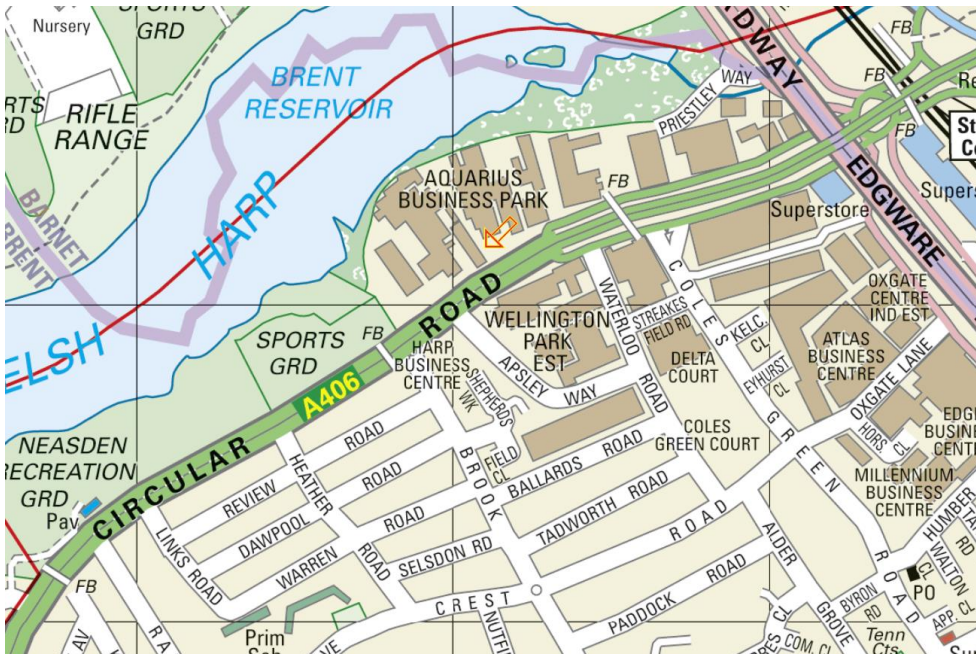 Nursery
SPORTS
GRD
RIFLE
RANGE
BRENT
RESERVOIR
BARNET
BRENT
HARP
AQUARIUS
BUSINESS PARK
PRIESTLEY
WAY
FB
FB
FB
EDGWARE
Superstore
OXGATE
CENTRE
IND EST
ROAD
SPORTS
GRD
FB
HARP
BUSINESS
CENTRE
WELLINGTON
PARK
EST
WATERLOO
ROAD
STREAKES
FIELD RD
COLES
GREEN
ROAD
KELC.
CL
EYHURST
CL
ATLAS
BUSINESS
CENTRE
OXGATE LANE
DELTA
COURT
APSLEY
WAY
SHEPHERDS
WK
A406
CIRCULAR
NEASDEN
RECREATION
GRD
Pav
FB
LINKS ROAD
REVIEW
ROAD
DAWPOOL
ROAD
WARREN
ROAD
HEATHER
ROAD
FIELD
CL
BROOK
BALLARDS ROAD
SELSDON RD
TADWORTH ROAD
COLES
GREEN COURT
HORS. CL
MILLENNIUM
BUSINESS
CENTRE
CREST
ROAD
PADDOCK
ROAD
ALDER
GROVE
BYRON
RD
PO
CL
WALTON
RD
APP. CL
Prim
COM. CL
Tenn
Cts